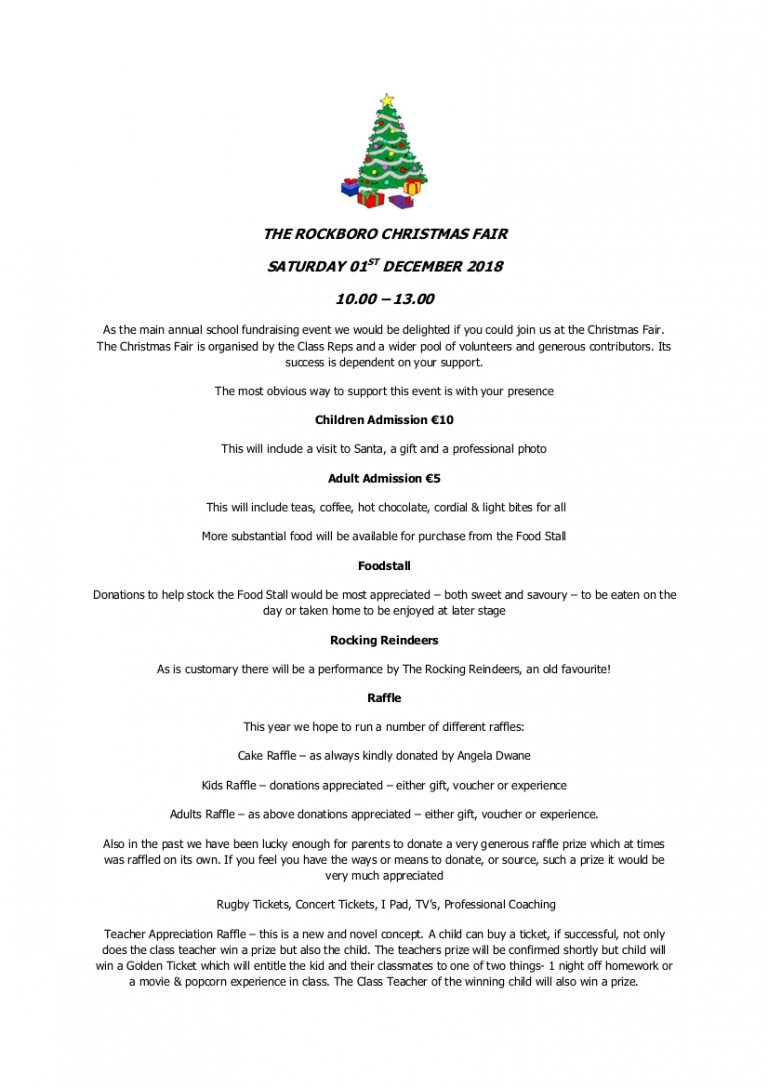 THE ROCKBORO CHRISTMAS FAIR
SATURDAY 01ST DECEMBER 2018
10.00 – 13.00
As the main annual school fundraising event we would be delighted if you could join us at the Christmas Fair.
The Christmas Fair is organised by the Class Reps and a wider pool of volunteers and generous contributors. Its
success is dependent on your support.
The most obvious way to support this event is with your presence
Children Admission €10
This will include a visit to Santa, a gift and a professional photo
Adult Admission €5
This will include teas, coffee, hot chocolate, cordial & light bites for all
More substantial food will be available for purchase from the Food Stall
Foodstall
Donations to help stock the Food Stall would be most appreciated – both sweet and savoury – to be eaten on the
day or taken home to be enjoyed at later stage
Rocking Reindeers
As is customary there will be a performance by The Rocking Reindeers, an old favourite!
Raffle
This year we hope to run a number of different raffles:
Cake Raffle – as always kindly donated by Angela Dwane
Kids Raffle – donations appreciated – either gift, voucher or experience
Adults Raffle – as above donations appreciated – either gift, voucher or experience.
Also in the past we have been lucky enough for parents to donate a very generous raffle prize which at times
was raffled on its own. If you feel you have the ways or means to donate, or source, such a prize it would be
very much appreciated
Rugby Tickets, Concert Tickets, I Pad, TV's, Professional Coaching
Teacher Appreciation Raffle – this is a new and novel concept. A child can buy a ticket, if successful, not only
does the class teacher win a prize but also the child. The teachers prize will be confirmed shortly but child will
win a Golden Ticket which will entitle the kid and their classmates to one of two things- 1 night off homework or
a movie & popcorn experience in class. The Class Teacher of the winning child will also win a prize.